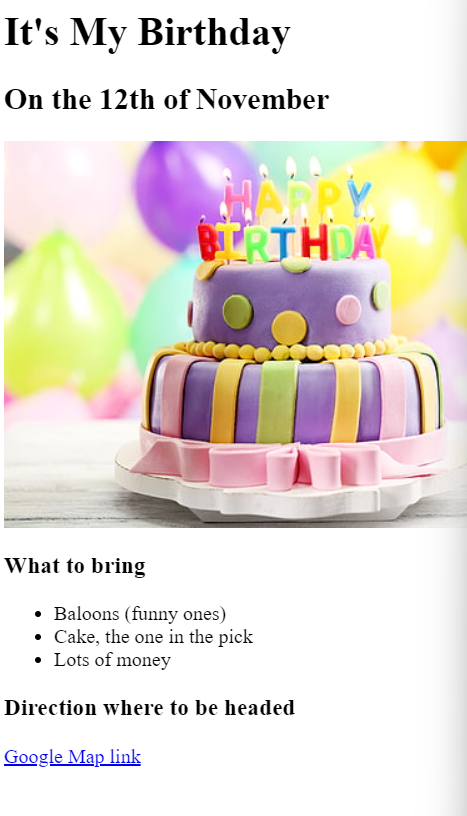 It's My Birthday
On the 12th of November
HAPPY
BIRTHDAY
What to bring
Baloons (funny ones)
Cake, the one in the pick
Lots of money
Direction where to be headed
Google Map link